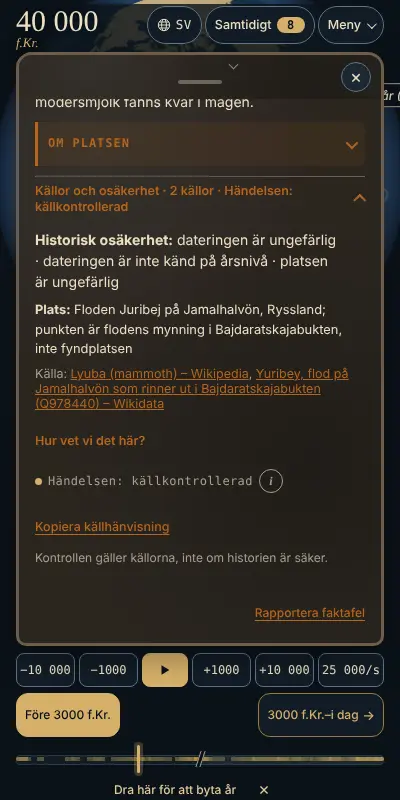 40 000
f.Kr.
SV
Samtidigt 8
Meny
år (
modersmjölk fanns kvar i magen.
OM PLATSEN
Källor och osäkerhet · 2 källor · Händelsen:
källkontrollerad
Historisk osäkerhet: dateringen är ungefärlig
· dateringen är inte känd på årsnivå · platsen
är ungefärlig
Plats: Floden Juribej på Jamalhalvön, Ryssland;
punkten är flodens mynning i Bajdaratskajabukten,
inte fyndplatsen
Källa: Lyuba (mammoth) – Wikipedia, Yuribey, flod på
Jamalhalvön som rinner ut i Bajdaratskajabukten
(Q978440) – Wikidata
Hur vet vi det här?
Händelsen: källkontrollerad i
Kopiera källhänvisning
Kontrollen gäller källorna, inte om historien är säker.
Rapportera faktafel
−10 000 −1000 +1000 +10 000 25 000/s
Före 3000 f.Kr.
3000 f.Kr.–i dag →
Dra här för att byta år ✕